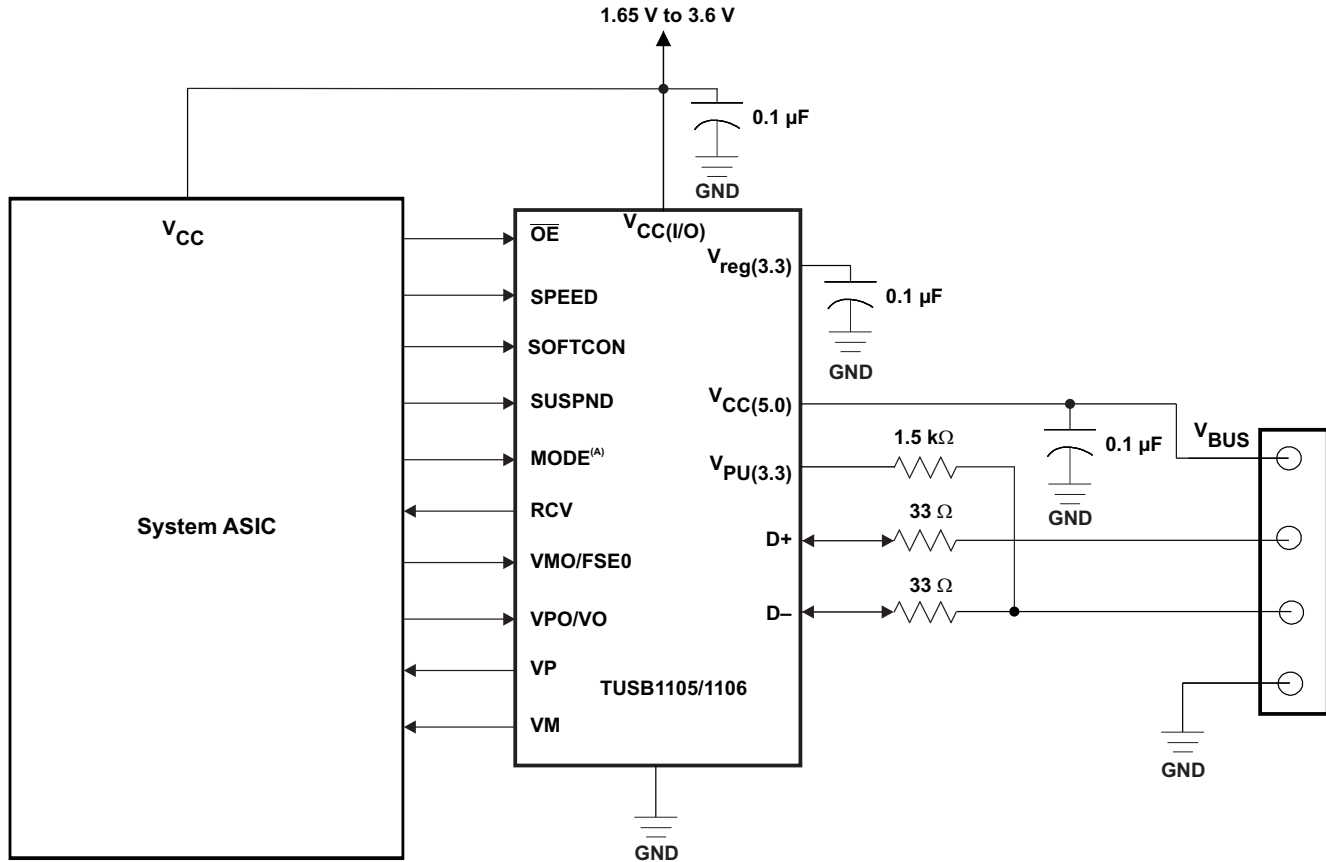 1.65 V to 3.6 V
0.1 µF
GND
VCC
OE
VCC(I/O)
Vreg(3.3)
0.1 µF
GND
SPEED
SOFTCON
SUSPND
VCC(5.0)
0.1 µF
GND
VBUS
MODE(A)
VPU(3.3)
1.5 kΩ
System ASIC
RCV
D+
33 Ω
VMO/FSE0
33 Ω
VPO/VO
D–
VP
TUSB1105/1106
VM
GND
GND